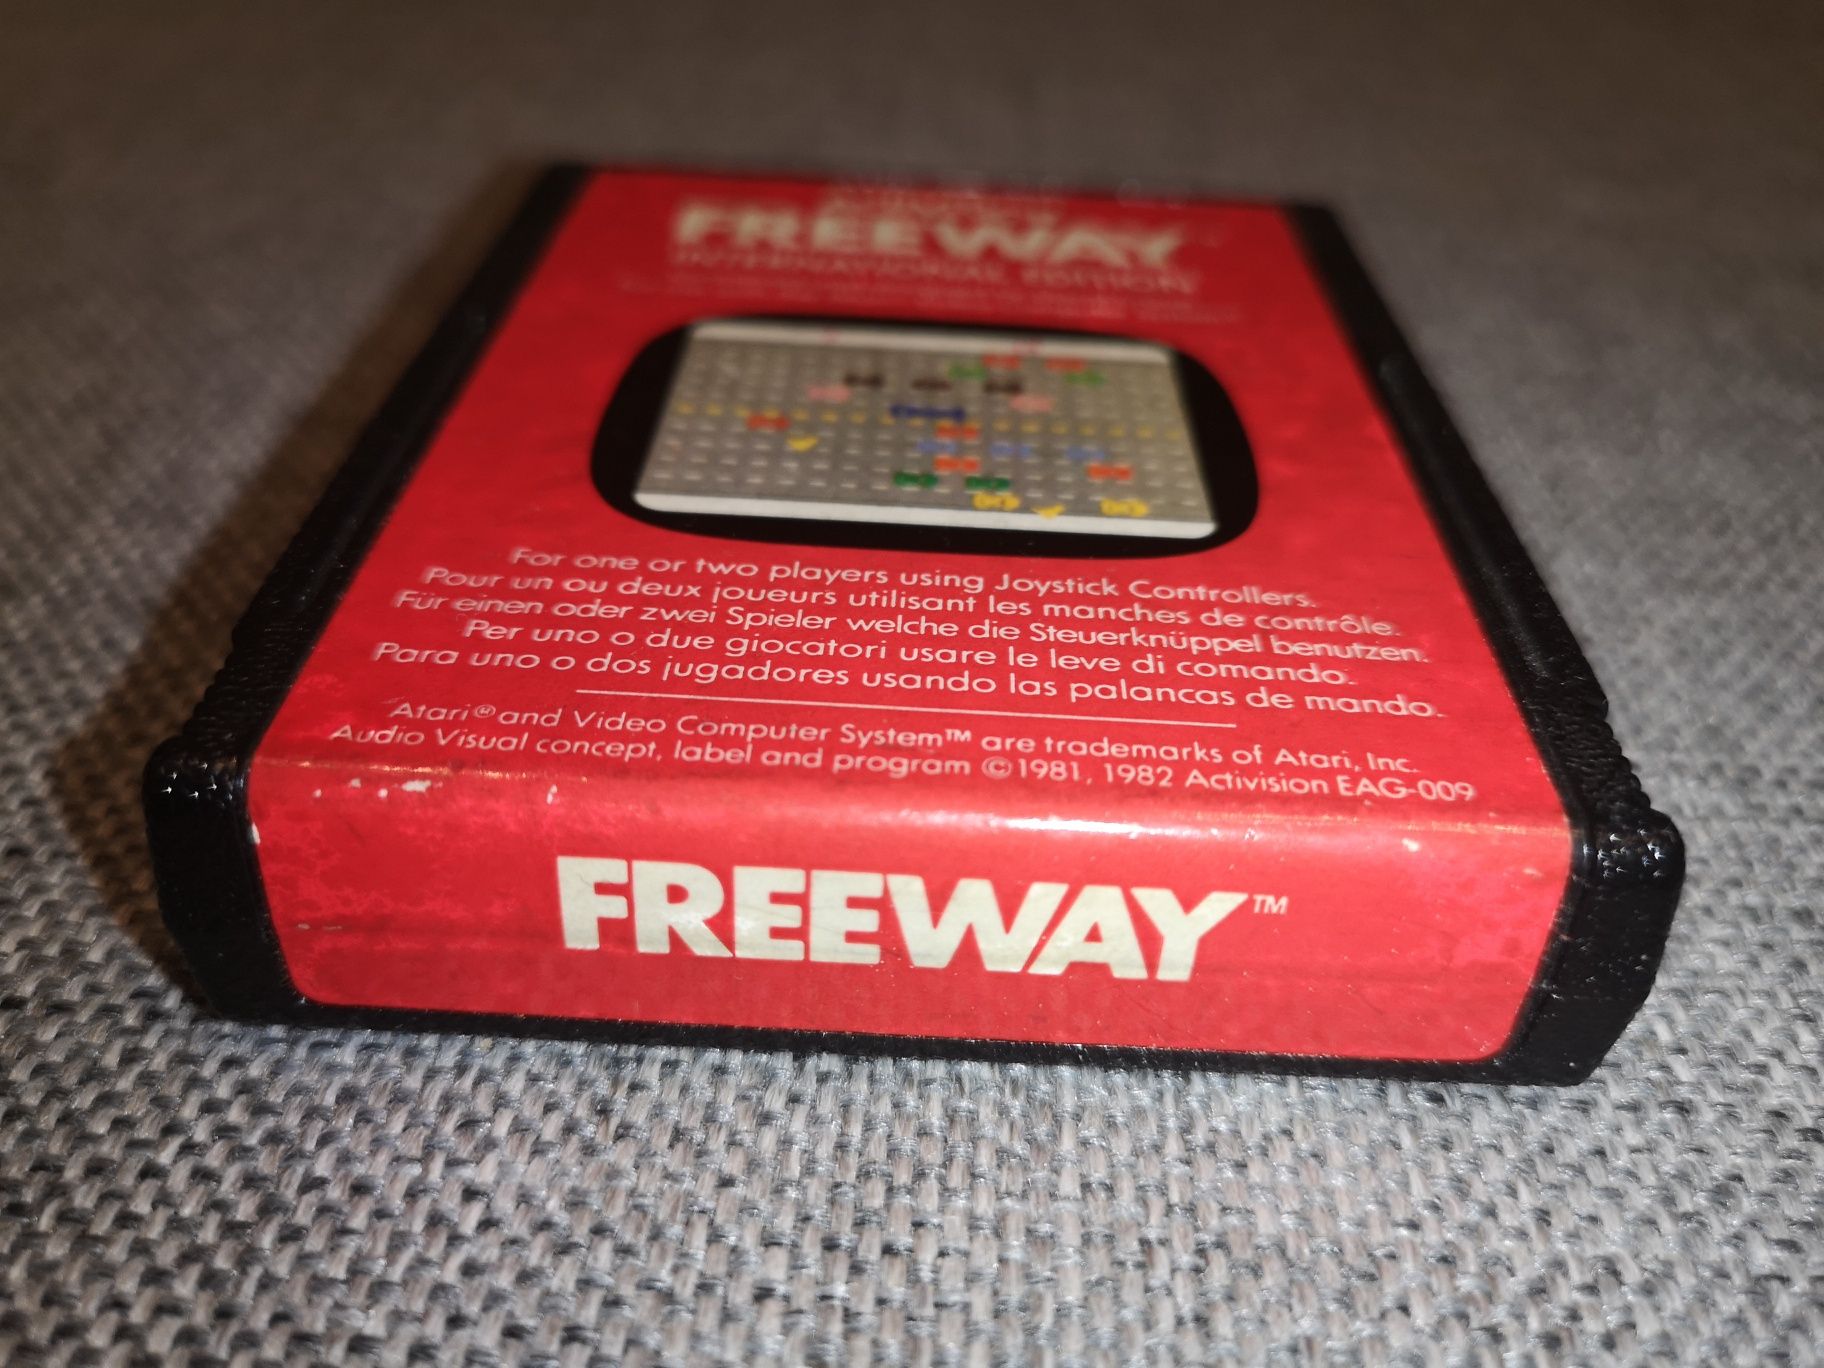 FREEWAY
INTERNATIONAL EDITION
For one or two players using Joystick Controllers.
Pour un ou deux joueurs utilisant les manches de contrôle.
Für einen oder zwei Spieler welche die Steuerknüppel benutzen.
Per uno o due giocatori usare le leve di comando.
Para uno o dos jugadores usando las palancas de mando.
Atari® and Video Computer System™ are trademarks of Atari, Inc.
Audio Visual concept, label and program ©1981, 1982 Activision EAG-009
FREEWAY™